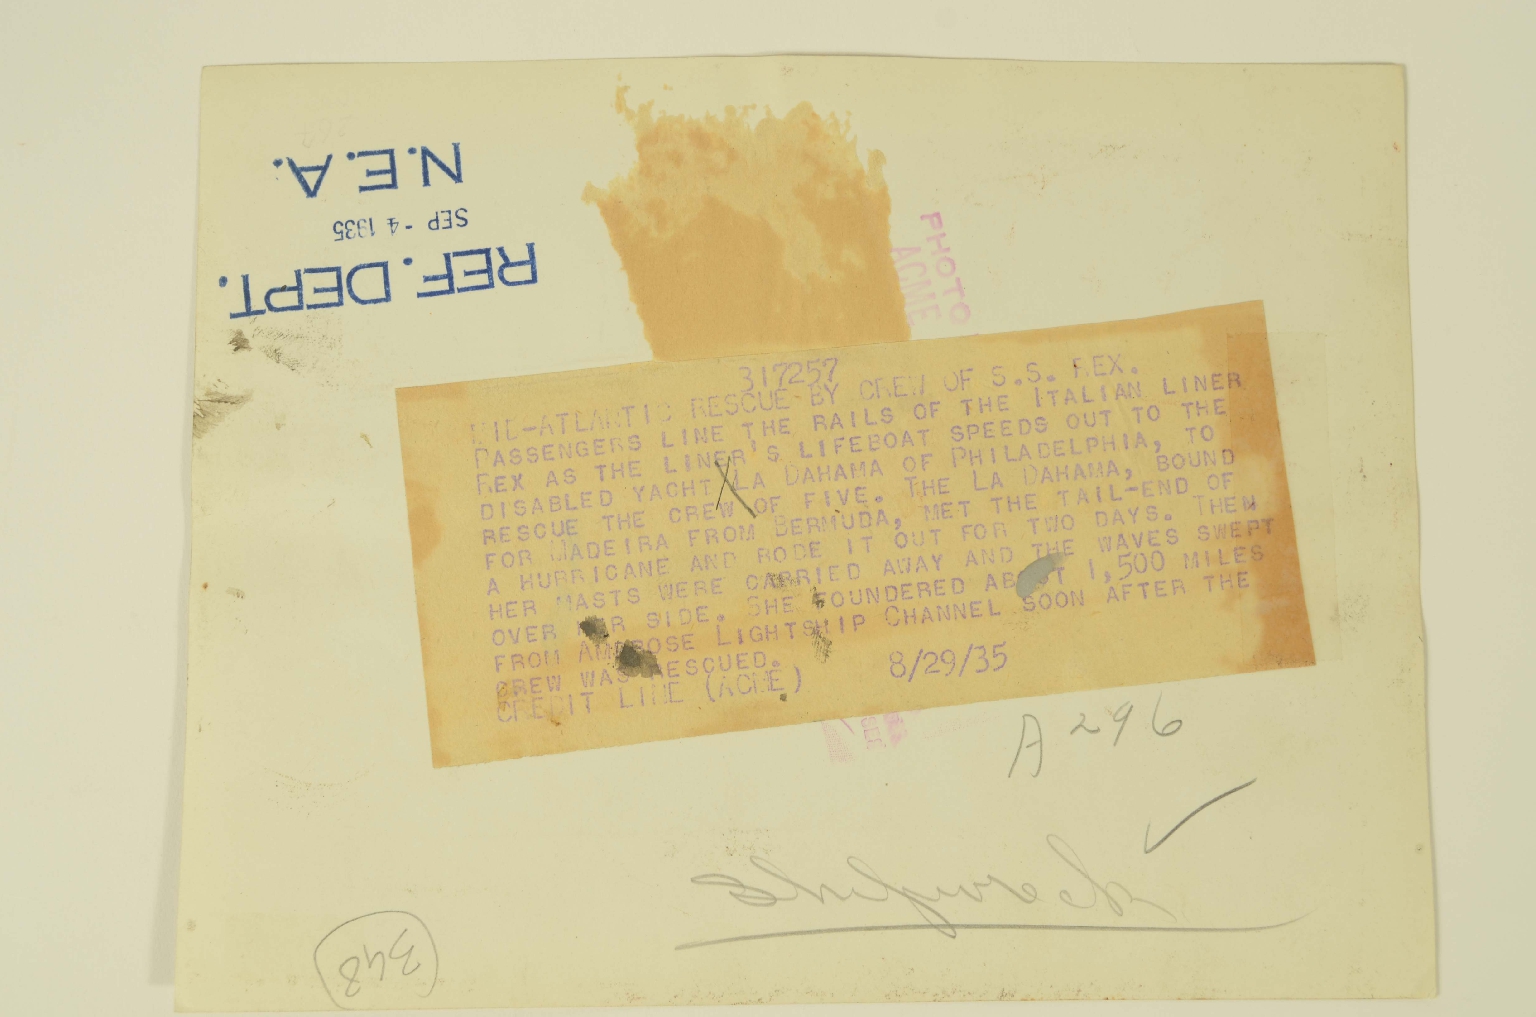 N.E.A.
SEP -4 1935
REF. DEPT.
PHOTO
ACME
317257
MID-ATLANTIC RESCUE BY CREW OF S.S. REX.
PASSENGERS LINE THE RAILS OF THE ITALIAN LINER
REX AS THE LINER'S LIFEBOAT SPEEDS OUT TO THE
DISABLED YACHT LA DAHAMA OF PHILADELPHIA, TO
RESCUE THE CREW OF FIVE. THE LA DAHAMA, BOUND
FOR MADEIRA FROM BERMUDA, MET THE TAIL-END OF
A HURRICANE AND RODE IT OUT FOR TWO DAYS. THEN
HER MASTS WERE CARRIED AWAY AND THE WAVES SWEPT
OVER HER SIDE. SHE FOUNDERED ABOUT 1,500 MILES
FROM AMBROSE LIGHTSHIP CHANNEL SOON AFTER THE
CREW WAS RESCUED.
CREDIT LINE (ACME) 8/29/35
A296
Shipwreck
348